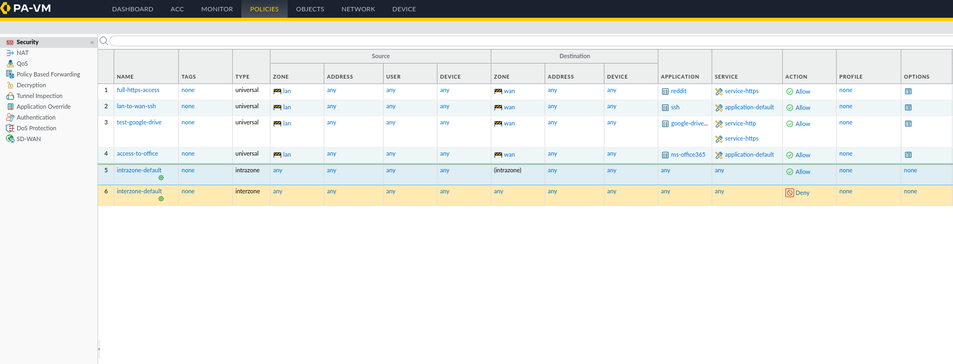 PA-VM DASHBOARD ACC MONITOR POLICIES OBJECTS NETWORK DEVICE
Security
NAT
QoS
Policy Based Forwarding
Decryption
Tunnel Inspection
Application Override
Authentication
DoS Protection
SD-WAN
Source Destination
NAME TAGS TYPE ZONE ADDRESS USER DEVICE ZONE ADDRESS DEVICE APPLICATION SERVICE ACTION PROFILE OPTIONS
1 full-https-access none universal lan any any any wan any any reddit service-https Allow none
2 lan-to-wan-ssh none universal lan any any any wan any any ssh application-default Allow none
3 test-google-drive none universal lan any any any wan any any google-drive... service-http Allow none
service-https
4 access-to-office none universal lan any any any wan any any ms-office365 application-default Allow none
5 intrazone-default none intrazone any any any any (intrazone) any any any any Allow none none
6 interzone-default none interzone any any any any any any any any any Deny none none